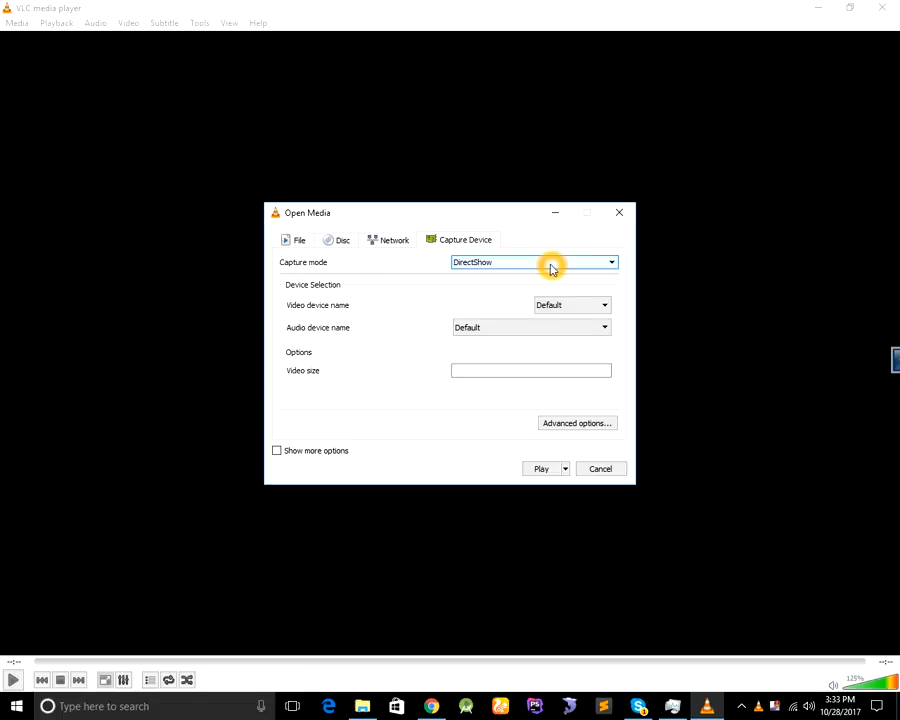 VLC media player
Media Playback Audio Video Subtitle Tools View Help
Open Media
File Disc Network Capture Device
Capture mode DirectShow
Device Selection
Video device name Default
Audio device name Default
Options
Video size
Advanced options...
Show more options
Play Cancel
--:-- --:--
125%
Type here to search
PS
3:33 PM
10/28/2017